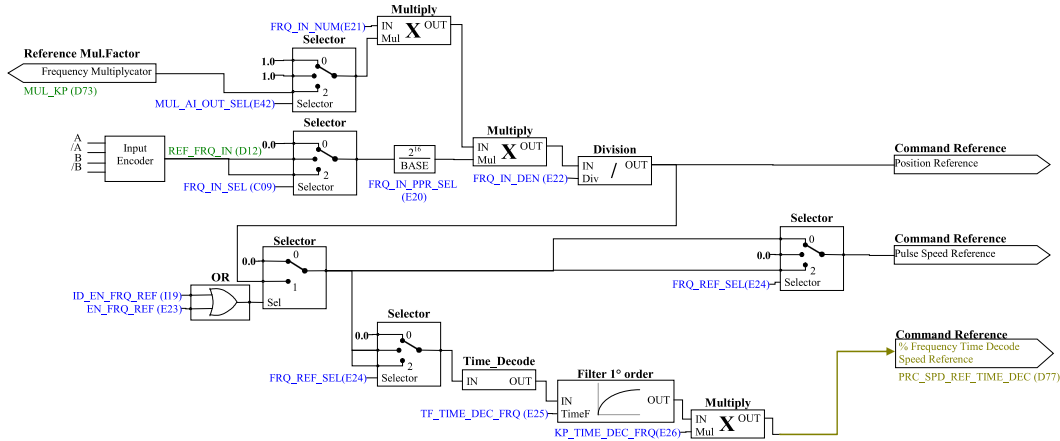 Multiply
FRQ_IN_NUM(E21)
IN OUT
Mul X
Reference Mul.Factor
Frequency Multiplycator
MUL_KP (D73)
Selector
1.0
0
1.0
2
MUL_AI_OUT_SEL(E42)
Selector
Selector
A
/A
B
/B
Input
Encoder
REF_FRQ_IN (D12)
0.0
0
2
FRQ_IN_SEL (C09)
Selector
2^16
BASE
FRQ_IN_PPR_SEL
(E20)
Multiply
IN OUT
Mul X
FRQ_IN_DEN (E22)
Division
IN OUT
Div /
Command Reference
Position Reference
Selector
0.0
0
1
Sel
OR
ID_EN_FRQ_REF (I19)
EN_FRQ_REF (E23)
Selector
0
0.0
2
FRQ_REF_SEL(E24)
Selector
Command Reference
Pulse Speed Reference
Selector
0.0
0
2
FRQ_REF_SEL(E24)
Selector
Time_Decode
IN OUT
Filter 1° order
IN OUT
TimeF
TF_TIME_DEC_FRQ (E25)
Multiply
IN OUT
Mul X
KP_TIME_DEC_FRQ(E26)
Command Reference
% Frequency Time Decode
Speed Reference
PRC_SPD_REF_TIME_DEC (D77)